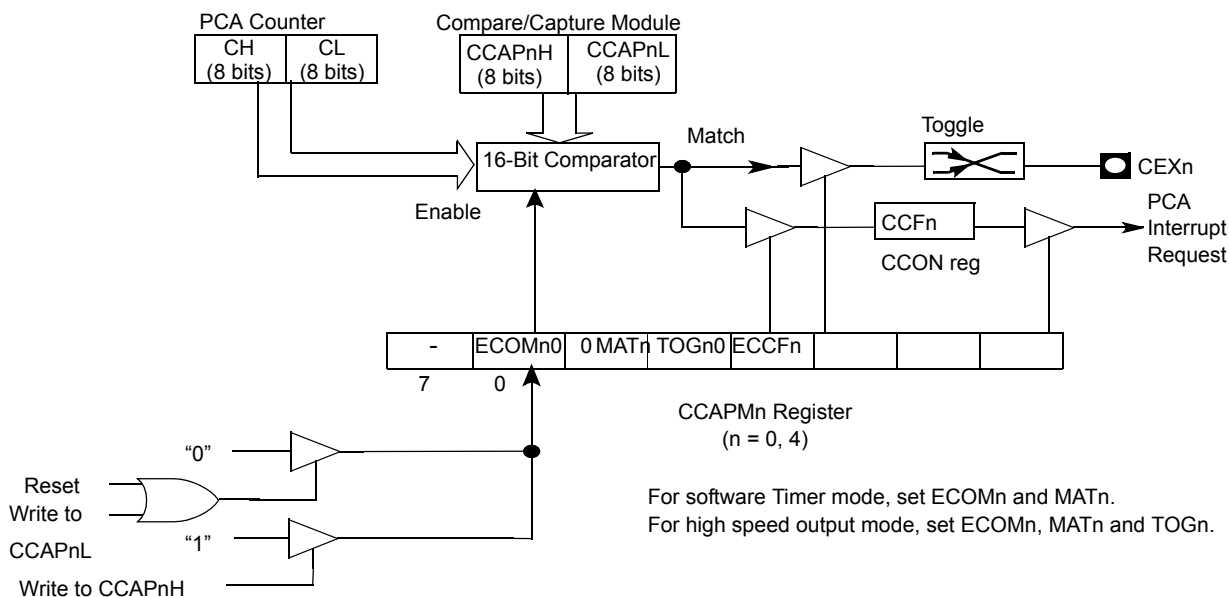 PCA Counter
CH
(8 bits)
CL
(8 bits)
Compare/Capture Module
CCAPnH
(8 bits)
CCAPnL
(8 bits)
16-Bit Comparator
Match
Toggle
CEXn
Enable
CCFn
CCON reg
PCA
Interrupt
Request
- ECOMn0 0 MATn TOGn0 ECCFn
7 0
CCAPMn Register
(n = 0, 4)
“0”
Reset
Write to
CCAPnL
“1”
Write to CCAPnH
For software Timer mode, set ECOMn and MATn.
For high speed output mode, set ECOMn, MATn and TOGn.